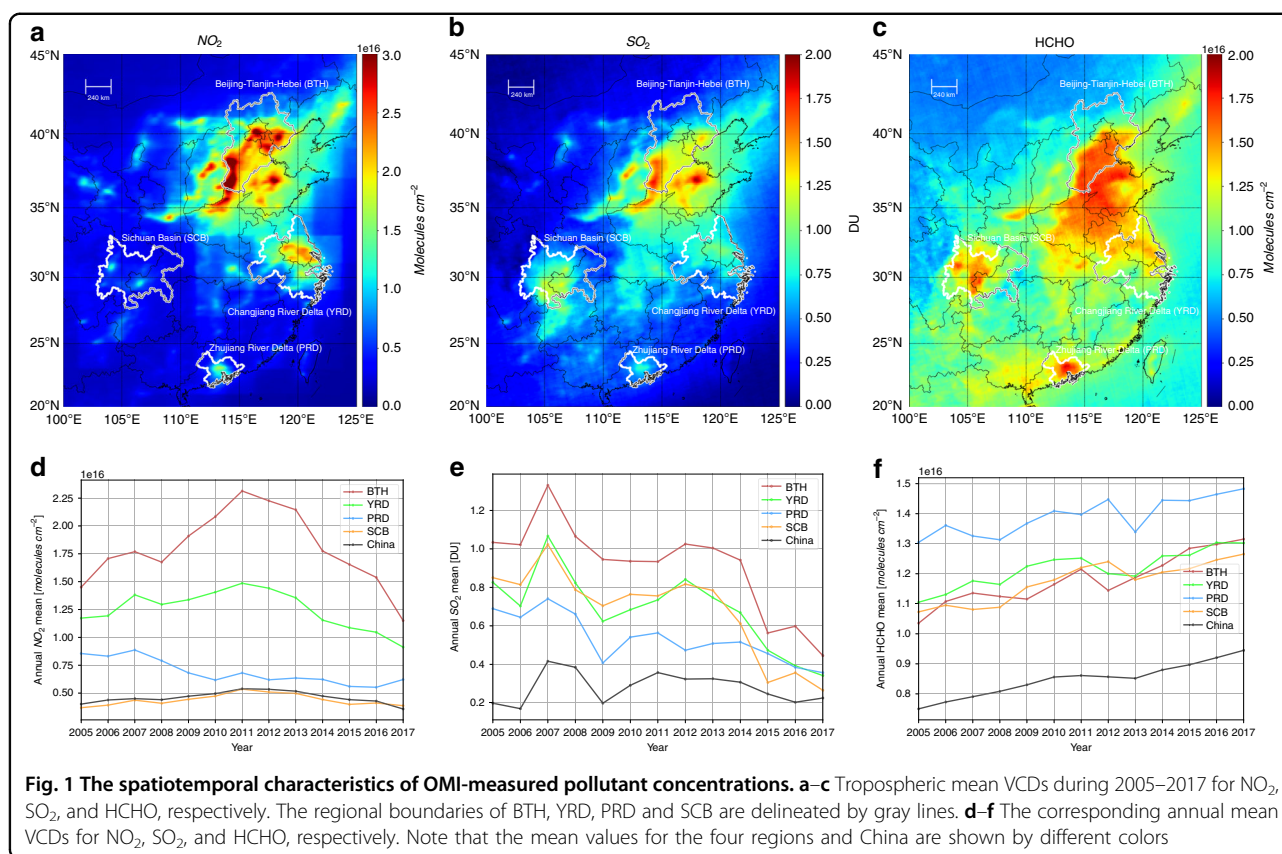 a
NO₂
1e16
45°N
40°N
35°N
30°N
25°N
20°N
100°E 105°E 110°E 115°E 120°E 125°E
240 km
Beijing-Tianjin-Hebei (BTH)
Sichuan Basin (SCB)
Changjiang River Delta (YRD)
Zhujiang River Delta (PRD)
3.0
2.5
2.0
1.5
1.0
0.5
0.0
Molecules cm⁻²
b
SO₂
45°N
40°N
35°N
30°N
25°N
20°N
100°E 105°E 110°E 115°E 120°E 125°E
240 km
Beijing-Tianjin-Hebei (BTH)
Sichuan Basin (SCB)
Changjiang River Delta (YRD)
Zhujiang River Delta (PRD)
2.00
1.75
1.50
1.25
1.00
0.75
0.50
0.25
0.00
DU
c
HCHO
1e16
45°N
40°N
35°N
30°N
25°N
20°N
100°E 105°E 110°E 115°E 120°E 125°E
240 km
Beijing-Tianjin-Hebei (BTH)
Sichuan Basin (SCB)
Changjiang River Delta (YRD)
Zhujiang River Delta (PRD)
2.00
1.75
1.50
1.25
1.00
0.75
0.50
0.25
0.00
Molecules cm⁻²
d
1e16
Annual NO₂ mean [molecules cm⁻²]
2.25
2.00
1.75
1.50
1.25
1.00
0.75
0.50
BTH
YRD
PRD
SCB
China
2005 2006 2007 2008 2009 2010 2011 2012 2013 2014 2015 2016 2017
Year
e
Annual SO₂ mean [DU]
1.2
1.0
0.8
0.6
0.4
0.2
BTH
YRD
PRD
SCB
China
2005 2006 2007 2008 2009 2010 2011 2012 2013 2014 2015 2016 2017
Year
f
1e16
Annual HCHO mean [molecules cm⁻²]
1.5
1.4
1.3
1.2
1.1
1.0
0.9
0.8
BTH
YRD
PRD
SCB
China
2005 2006 2007 2008 2009 2010 2011 2012 2013 2014 2015 2016 2017
Year
Fig. 1 The spatiotemporal characteristics of OMI-measured pollutant concentrations. a–c Tropospheric mean VCDs during 2005–2017 for NO₂,
SO₂, and HCHO, respectively. The regional boundaries of BTH, YRD, PRD and SCB are delineated by gray lines. d–f The corresponding annual mean
VCDs for NO₂, SO₂, and HCHO, respectively. Note that the mean values for the four regions and China are shown by different colors